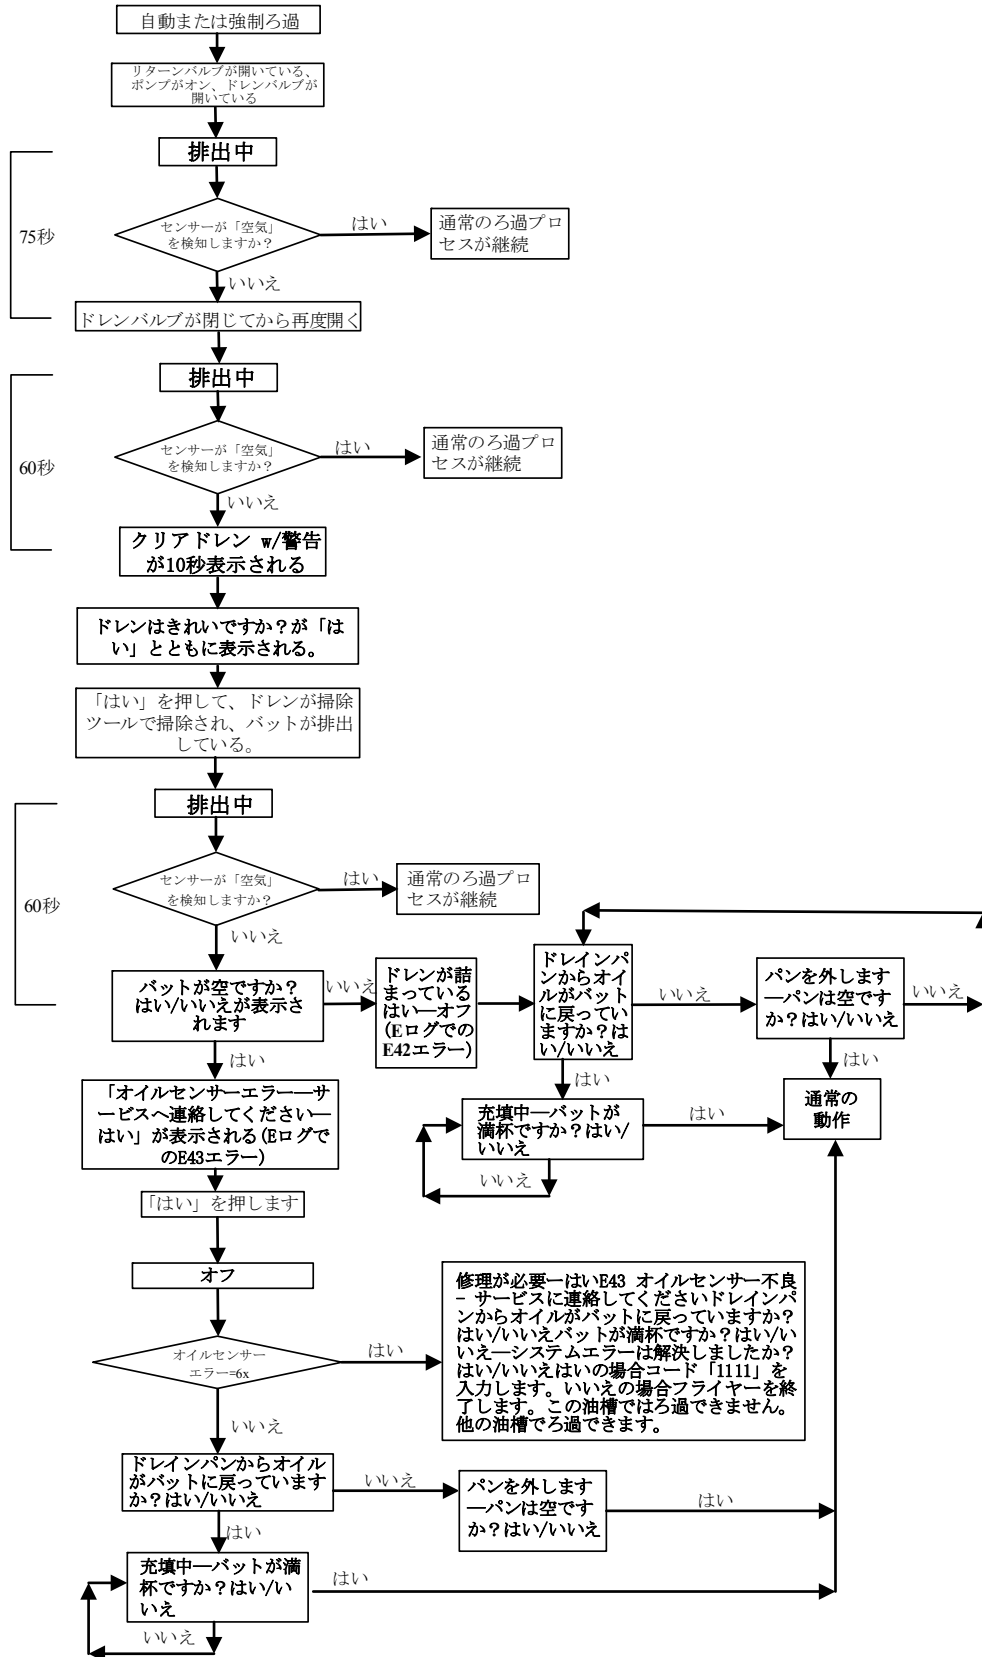 自動または強制ろ過
リターンバルブが開いている、
ポンプがオン、ドレンバルブが
開いている
排出中
75秒
センサーが「空気」
を検知しますか？
はい
通常のろ過プロ
セスが継続
いいえ
ドレンバルブが閉じてから再度開く
排出中
60秒
センサーが「空気」
を検知しますか？
はい
通常のろ過プロ
セスが継続
いいえ
クリアドレン w/警告
が10秒表示される
ドレンはきれいですか？が「は
い」とともに表示される。
「はい」を押して、ドレンが掃除
ツールで掃除され、バットが排出
している。
排出中
60秒
センサーが「空気」
を検知しますか？
はい
通常のろ過プロ
セスが継続
いいえ
バットが空ですか？
はい/いいえが表示さ
れます
いいえ
ドレンが詰
まっている
はい—オフ
(Eログでの
E42エラー)
ドレインパ
ンからオイ
ルがバット
に戻ってい
ますか？は
い/いいえ
いいえ
パンを外します
—パンは空です
か？はい/いいえ
いいえ
はい
はい
はい
「オイルセンサーエラー—サ
ービスへ連絡してください—
はい」が表示される(Eログで
のE43エラー)
充填中—バットが
満杯ですか？はい/
いいえ
はい
通常の
動作
いいえ
「はい」を押します
オフ
オイルセンサー
エラー=6x
はい
修理が必要ーはいE43 オイルセンサー不良
- サービスに連絡してくださいドレインパ
ンからオイルがバットに戻っていますか？
はい/いいえバットが満杯ですか？はい/い
いえ—システムエラーは解決しましたか？
はい/いいえはいの場合コード「1111」を
入力します。いいえの場合フライヤーを終
了します。この油槽ではろ過できません。
他の油槽でろ過できます。
いいえ
ドレインパンからオイル
がバットに戻っています
か？はい/いいえ
いいえ
パンを外します
—パンは空です
か？はい/いいえ
はい
はい
充填中—バットが満
杯ですか？はい/い
いえ
はい
いいえ